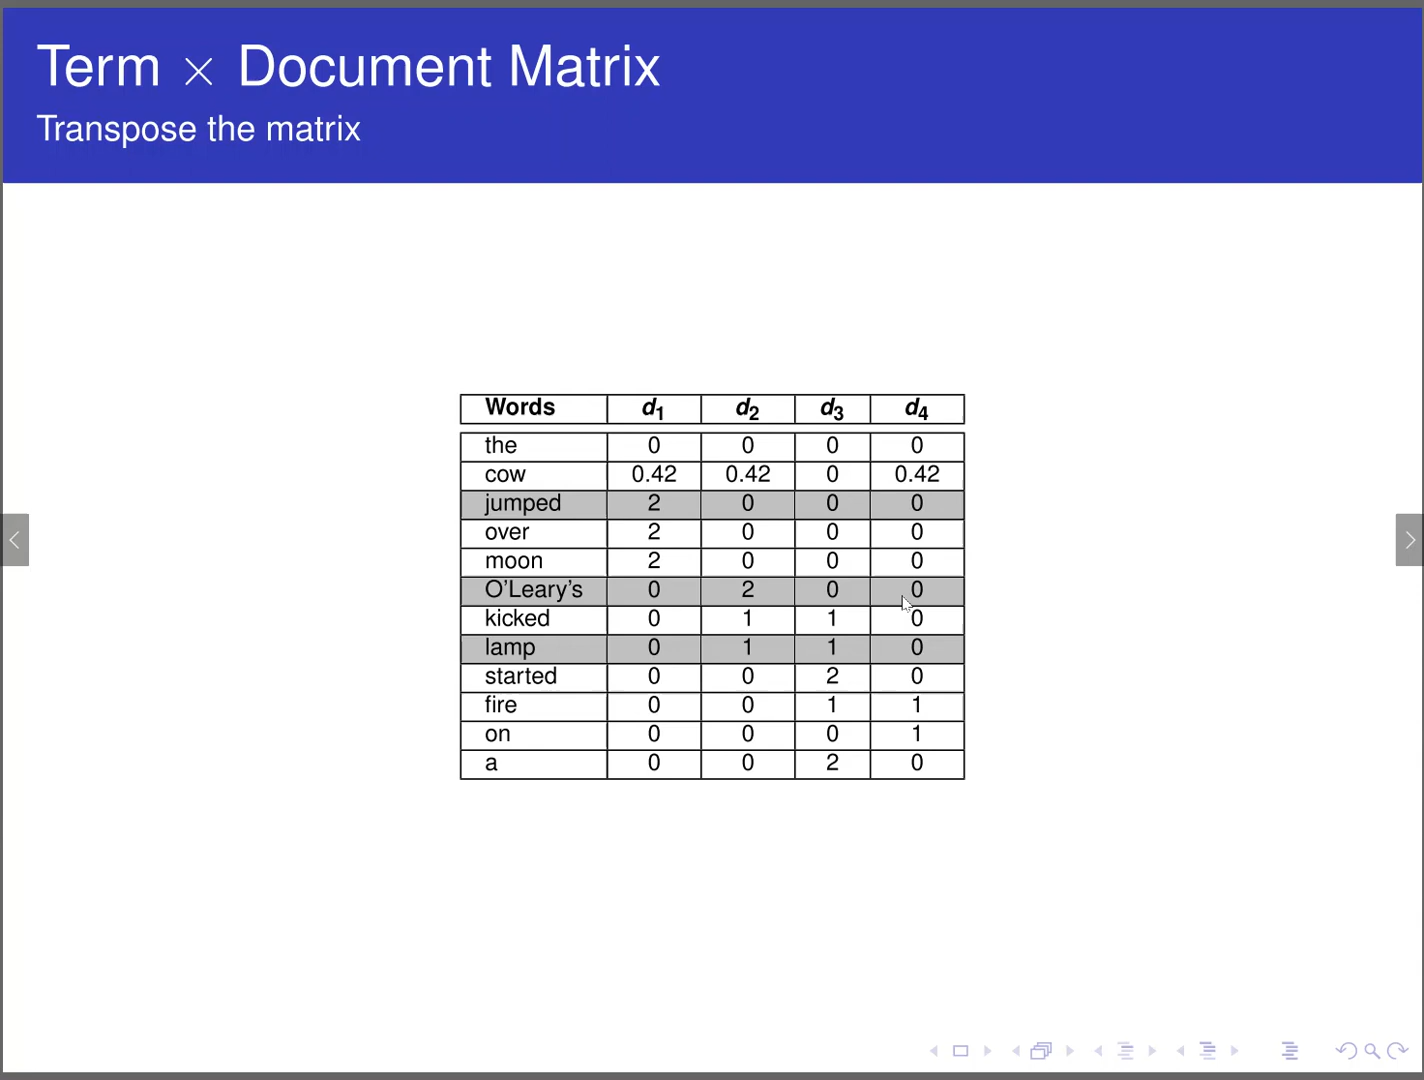 Term × Document Matrix
Transpose the matrix
Words d1 d2 d3 d4
the 0 0 0 0
cow 0.42 0.42 0 0.42
jumped 2 0 0 0
over 2 0 0 0
moon 2 0 0 0
O'Leary's 0 2 0 0
kicked 0 1 1 0
lamp 0 1 1 0
started 0 0 2 0
fire 0 0 1 1
on 0 0 0 1
a 0 0 2 0